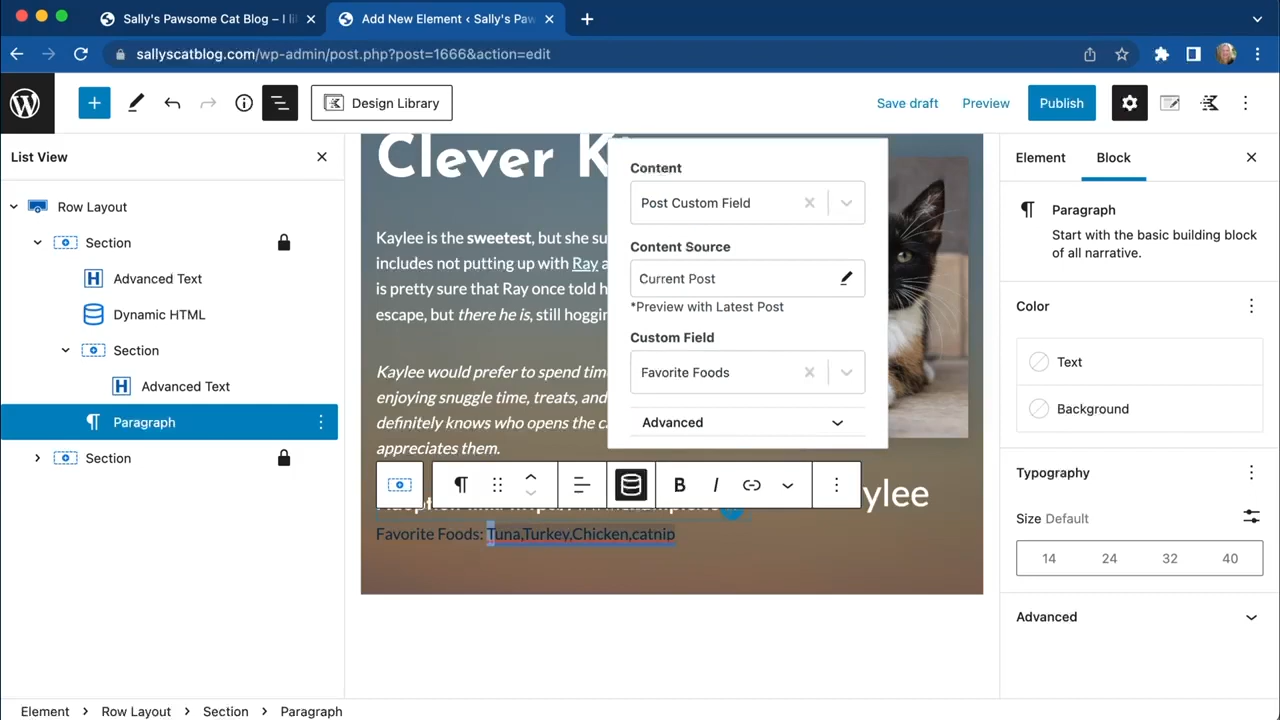 Sally's Pawsome Cat Blog – I li
Add New Element ‹ Sally's Paw
sallyscatblog.com/wp-admin/post.php?post=1666&action=edit
Design Library
Save draft
Preview
Publish
List View
Row Layout
Section
Advanced Text
Dynamic HTML
Section
Advanced Text
Paragraph
Section
Clever K
Kaylee is the sweetest, but she su
includes not putting up with Ray a
is pretty sure that Ray once told h
escape, but there he is, still hoggin
Kaylee would prefer to spend time
enjoying snuggle time, treats, and
definitely knows who opens the ca
appreciates them.
ylee
Favorite Foods: Tuna,Turkey,Chicken,catnip
Content
Post Custom Field
Content Source
Current Post
*Preview with Latest Post
Custom Field
Favorite Foods
Advanced
B I
Element
Block
Paragraph
Start with the basic building block
of all narrative.
Color
Text
Background
Typography
Size Default
14 24 32 40
Advanced
Element > Row Layout > Section > Paragraph